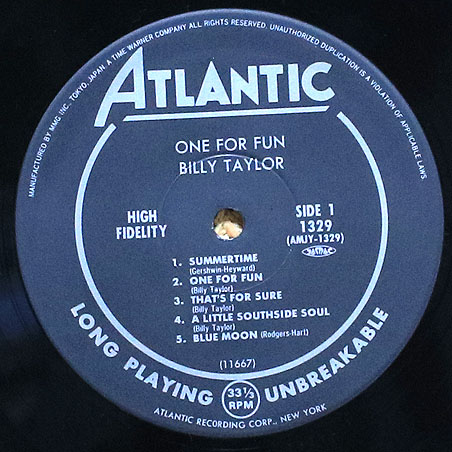 MANUFACTURED BY MMG INC. TOKYO, JAPAN. A TIME WARNER COMPANY ALL RIGHTS RESERVED. UNAUTHORIZED DUPLICATION IS A VIOLATION OF APPLICABLE LAWS
ATLANTIC
ONE FOR FUN
BILLY TAYLOR
HIGH
FIDELITY
SIDE 1
1329
(AMJY-1329)
1. SUMMERTIME
(Gershwin-Heyward)
2. ONE FOR FUN
(Billy Taylor)
3. THAT'S FOR SURE
(Billy Taylor)
4. A LITTLE SOUTHSIDE SOUL
(Billy Taylor)
5. BLUE MOON (Rodgers-Hart)
(11667)
LONG PLAYING 33 1/3 RPM UNBREAKABLE
ATLANTIC RECORDING CORP., NEW YORK